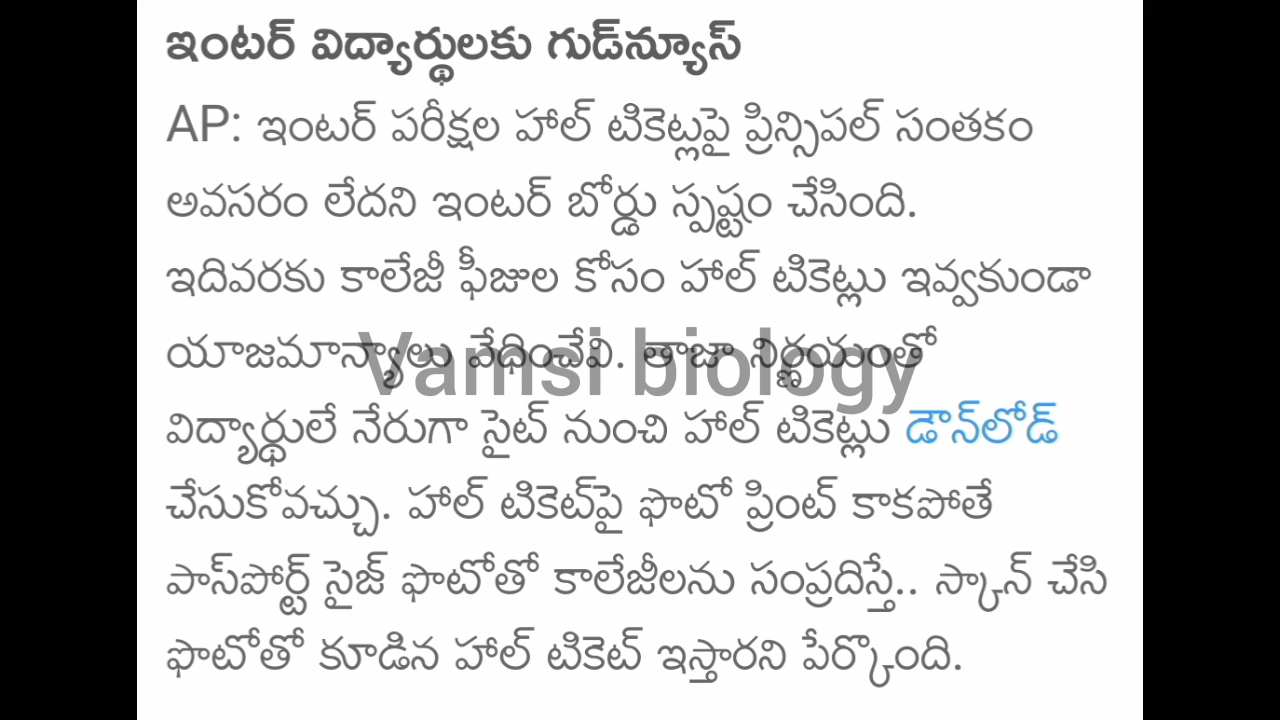 ఇంటర్ విద్యార్థులకు గుడ్‌న్యూస్
AP: ఇంటర్ పరీక్షల హాల్ టికెట్లపై ప్రిన్సిపల్ సంతకం
అవసరం లేదని ఇంటర్ బోర్డు స్పష్టం చేసింది.
ఇదివరకు కాలేజీ ఫీజుల కోసం హాల్ టికెట్లు ఇవ్వకుండా
యాజమాన్యాలు వేధించేవి. తాజా నిర్ణయంతో
Vamsi biology
విద్యార్థులే నేరుగా సైట్ నుంచి హాల్ టికెట్లు డౌన్‌లోడ్
చేసుకోవచ్చు. హాల్ టికెట్‌పై ఫొటో ప్రింట్ కాకపోతే
పాస్‌పోర్ట్ సైజ్ ఫొటోతో కాలేజీలను సంప్రదిస్తే.. స్కాన్ చేసి
ఫొటోతో కూడిన హాల్ టికెట్ ఇస్తారని పేర్కొంది.